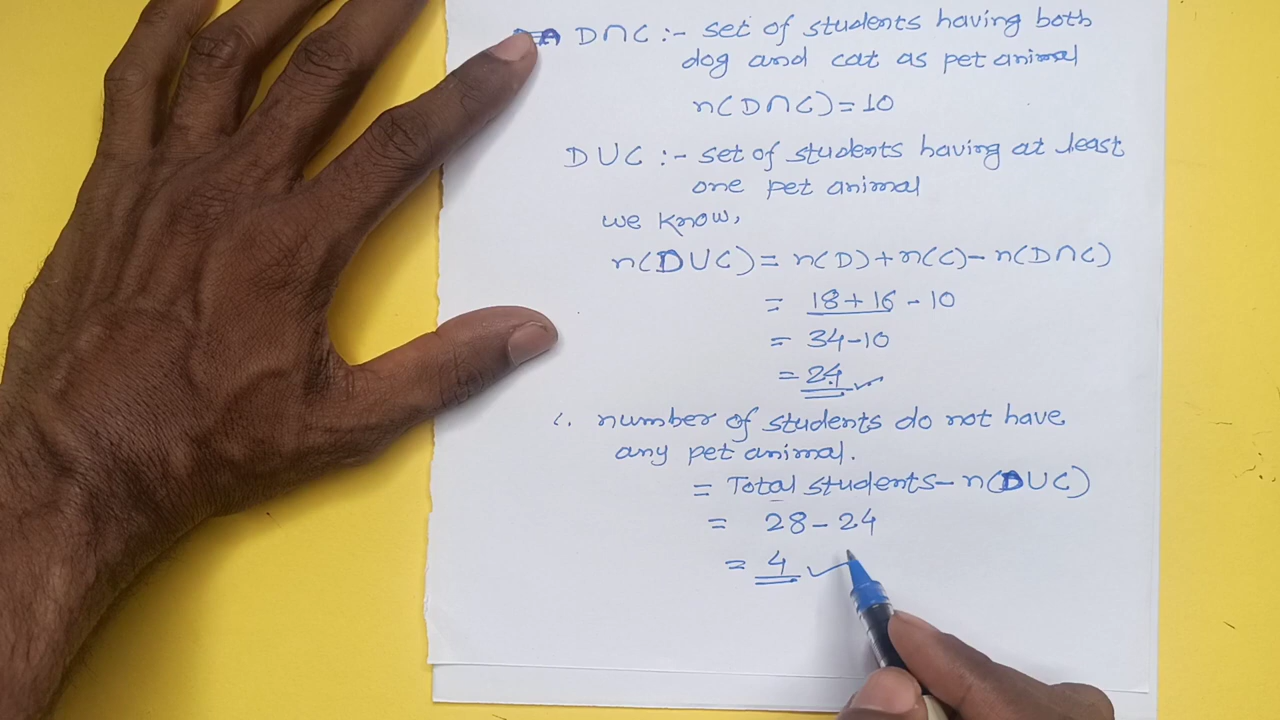 D∩C :- set of students having both
dog and cat as pet animal
n(D∩C) = 10
D∪C :- set of students having at least
one pet animal
we know,
n(D∪C) = n(D) + n(C) - n(D∩C)
= 18 + 16 - 10
= 34 - 10
= 24 ✓
∴ number of students do not have
any pet animal.
= Total students - n(D∪C)
= 28 - 24
= 4 ✓